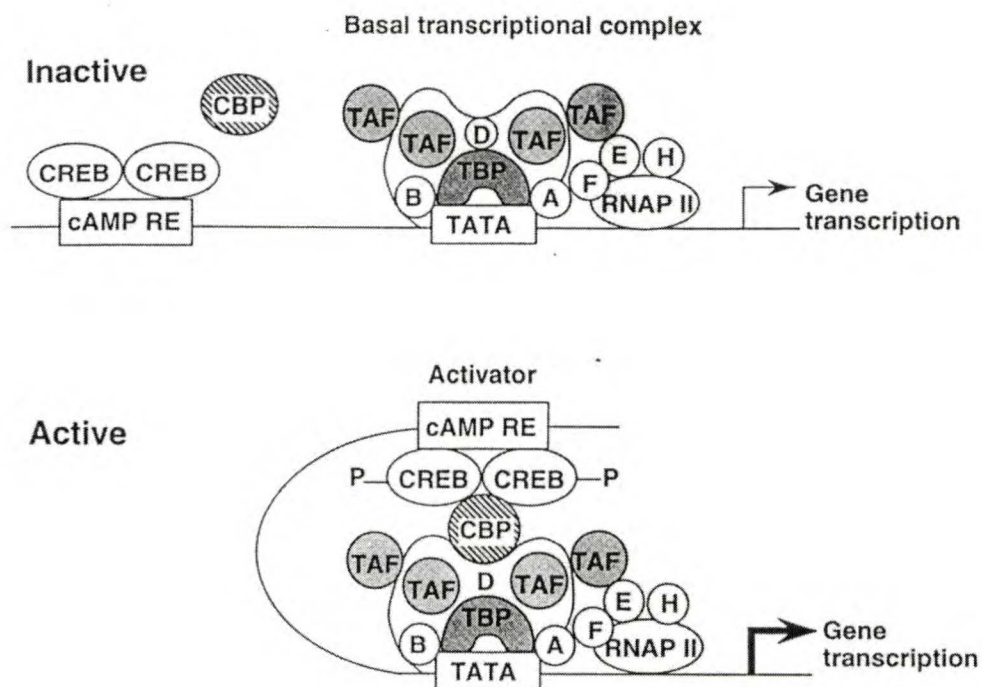 Basal transcriptional complex
Inactive
CBP
TAF TAF
TAF D TAF
CREB CREB
TBP
E H
B A F RNAP II
cAMP RE
TATA
Gene
transcription
Activator
Active
cAMP RE
P CREB CREB P
CBP
TAF TAF
TAF D TAF
TBP
E H
B A F RNAP II
TATA
Gene
transcription